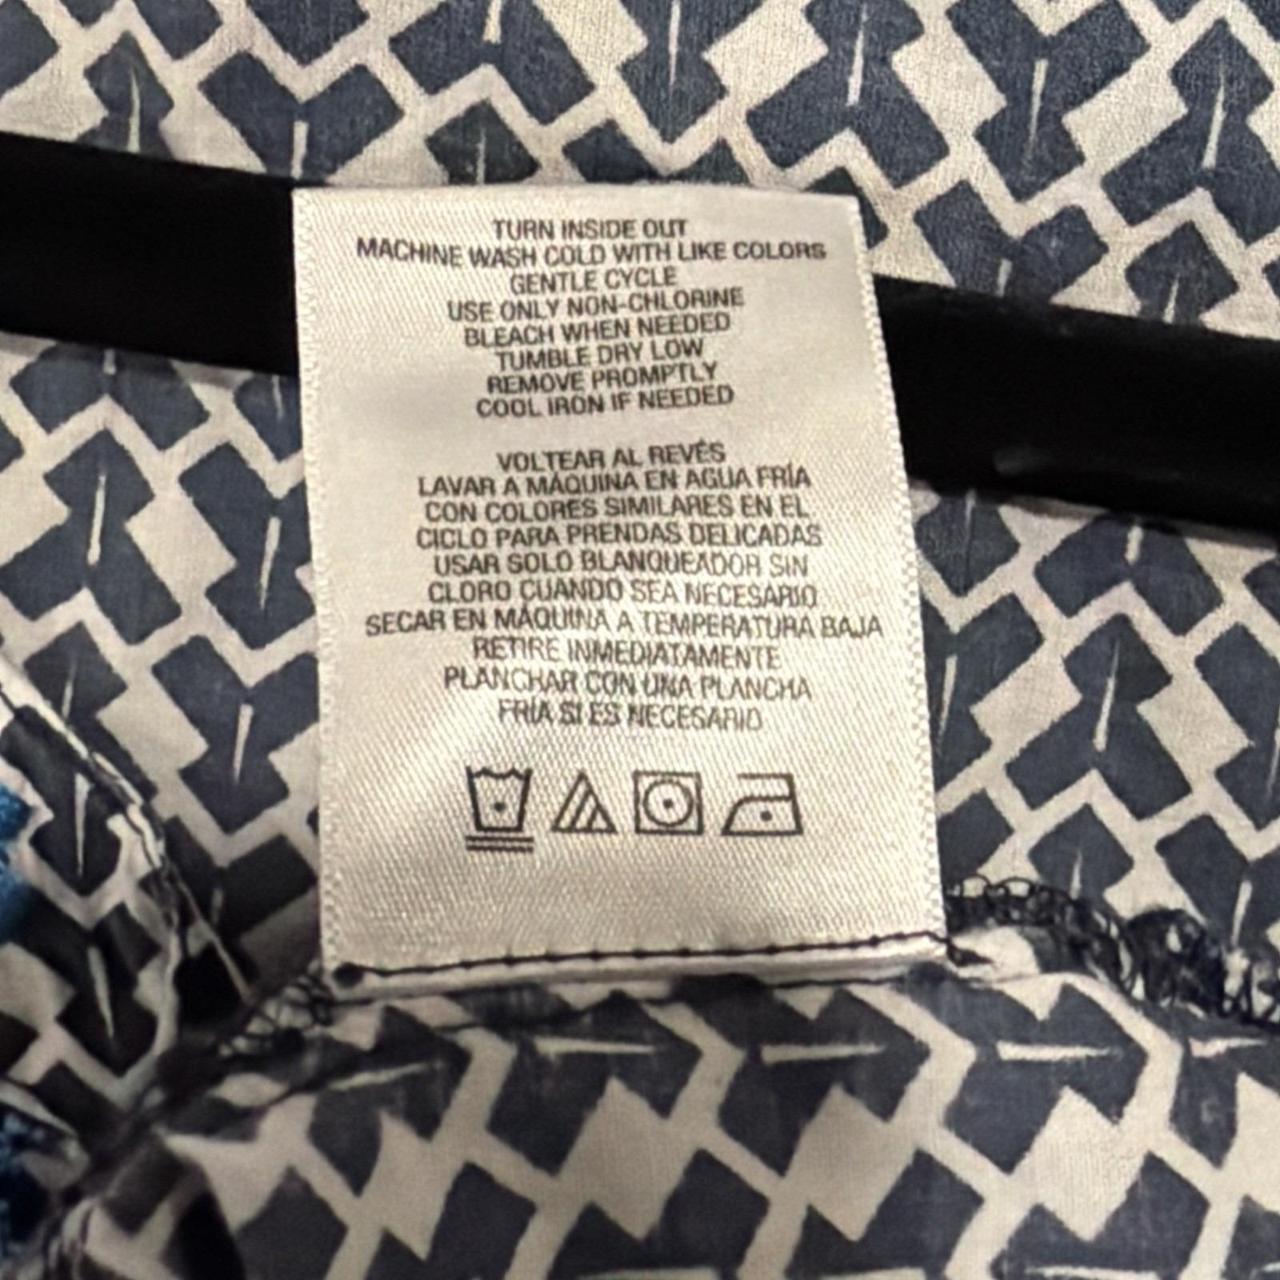 TURN INSIDE OUT
MACHINE WASH COLD WITH LIKE COLORS
GENTLE CYCLE
USE ONLY NON-CHLORINE
BLEACH WHEN NEEDED
TUMBLE DRY LOW
REMOVE PROMPTLY
COOL IRON IF NEEDED
VOLTEAR AL REVÉS
LAVAR A MÁQUINA EN AGUA FRÍA
CON COLORES SIMILARES EN EL
CICLO PARA PRENDAS DELICADAS
USAR SOLO BLANQUEADOR SIN
CLORO CUANDO SEA NECESARIO
SECAR EN MÁQUINA A TEMPERATURA BAJA
RETIRE INMEDIATAMENTE
PLANCHAR CON UNA PLANCHA
FRÍA SI ES NECESARIO